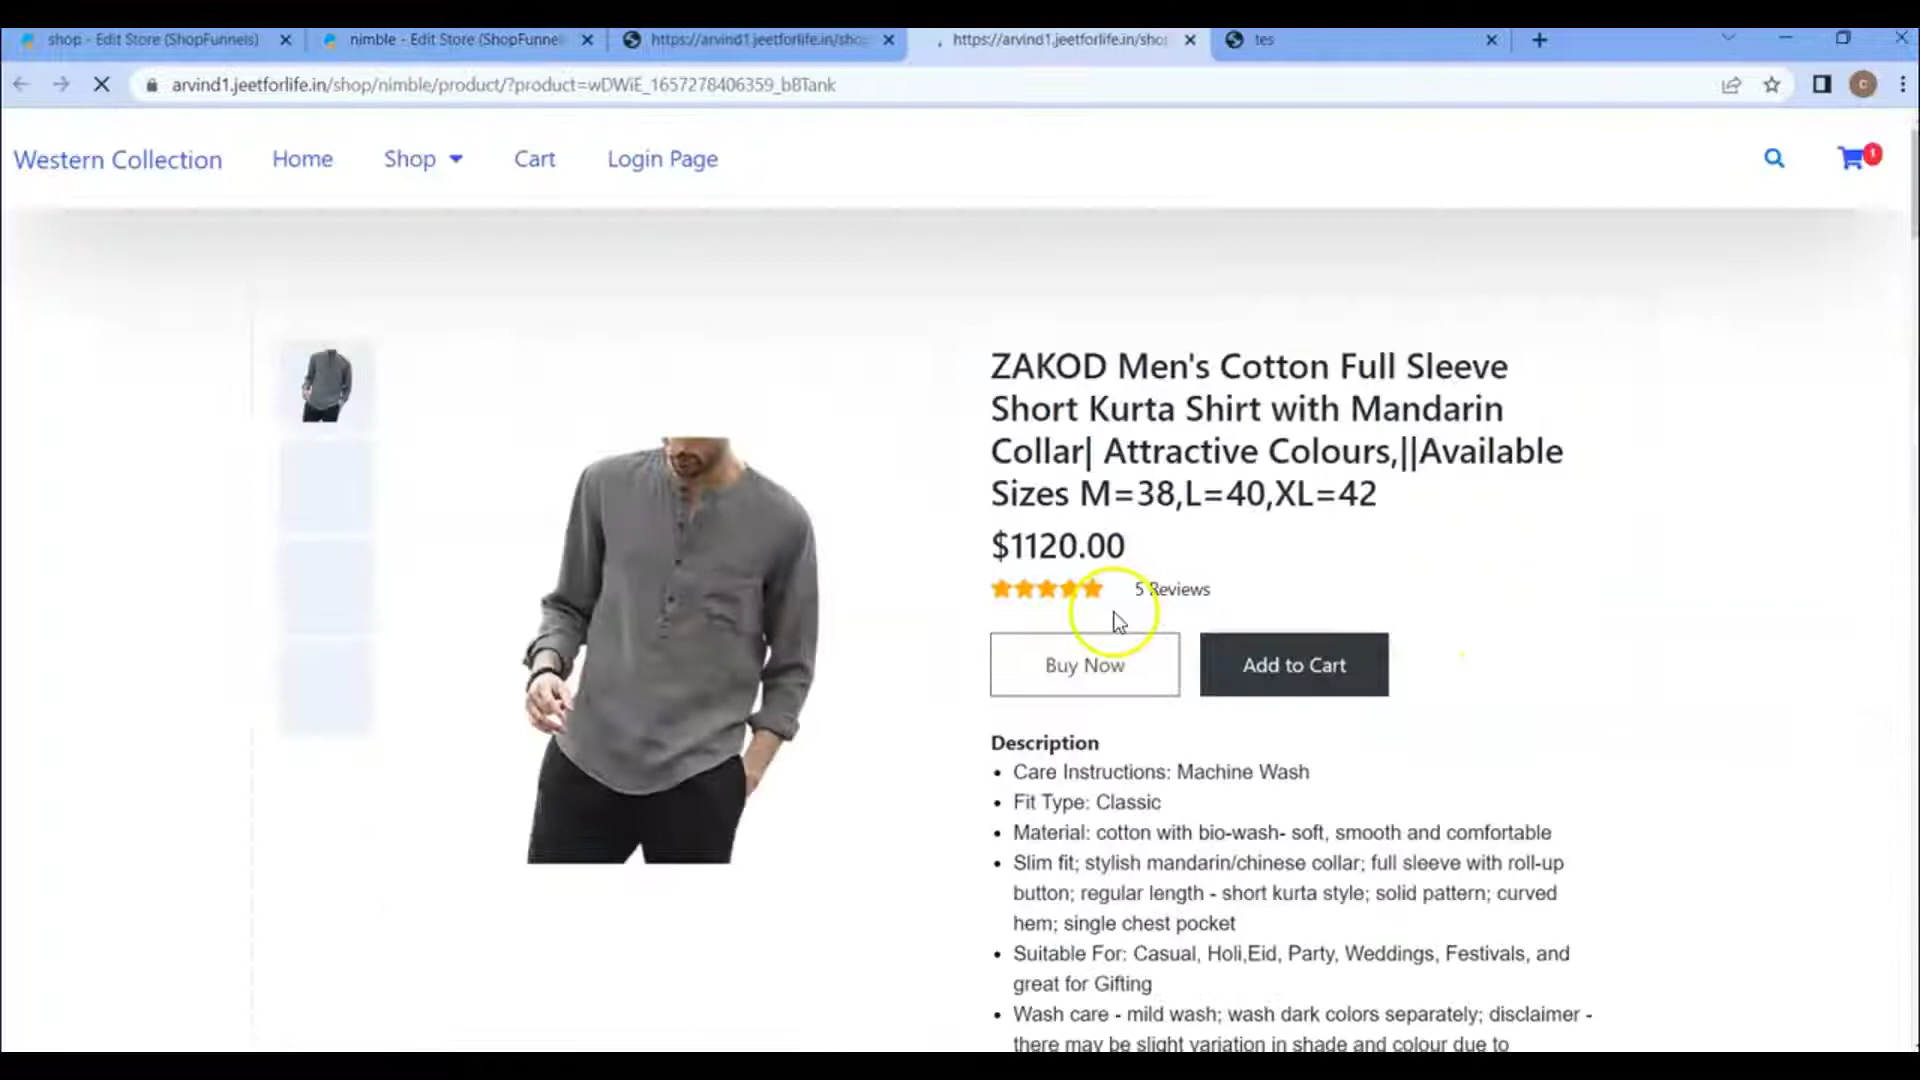 shop - Edit Store (ShopFunnels)
nimble - Edit Store (ShopFunne
https://arvind1.jeetforlife.in/sho
https://arvind1.jeetforlife.in/sho
tes
arvind1.jeetforlife.in/shop/nimble/product/?product=wDWiE_1657278406359_b8Tank
C
Western Collection
Home
Shop
Cart
Login Page
1
ZAKOD Men's Cotton Full Sleeve
Short Kurta Shirt with Mandarin
Collar| Attractive Colours,||Available
Sizes M=38,L=40,XL=42
$1120.00
5 Reviews
Buy Now
Add to Cart
Description
• Care Instructions: Machine Wash
• Fit Type: Classic
• Material: cotton with bio-wash- soft, smooth and comfortable
• Slim fit; stylish mandarin/chinese collar; full sleeve with roll-up
button; regular length - short kurta style; solid pattern; curved
hem; single chest pocket
• Suitable For: Casual, Holi,Eid, Party, Weddings, Festivals, and
great for Gifting
• Wash care - mild wash; wash dark colors separately; disclaimer -
there may be slight variation in shade and colour due to